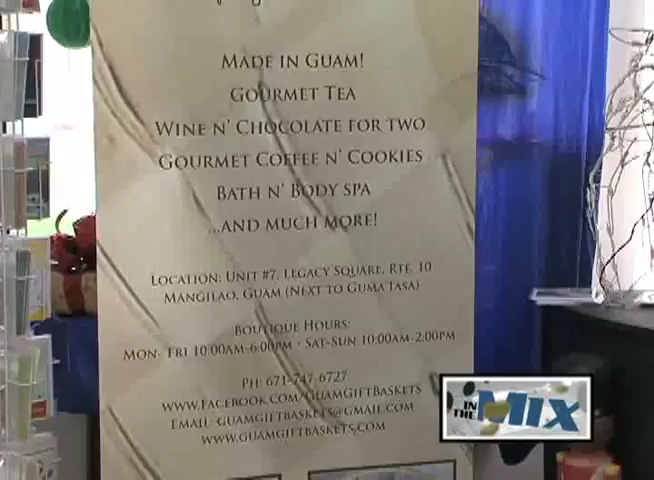 MADE IN GUAM!
GOURMET TEA
WINE N' CHOCOLATE FOR TWO
GOURMET COFFEE N' COOKIES
BATH N' BODY SPA
...AND MUCH MORE!
LOCATION: UNIT #7, LEGACY SQUARE, RTE. 10
MANGILAO, GUAM (NEXT TO GUMA IASA)
BOUTIQUE HOURS:
MON- FRI 10:00AM-6:00PM • SAT-SUN 10:00AM-2:00PM
PH: 671-747-6727
WWW.FACEBOOK.COM/GUAMGIFTBASKETS
EMAIL: GUAMGIFTBASKETS@GMAIL.COM
WWW.GUAMGIFTBASKETS.COM
IN THE MIX